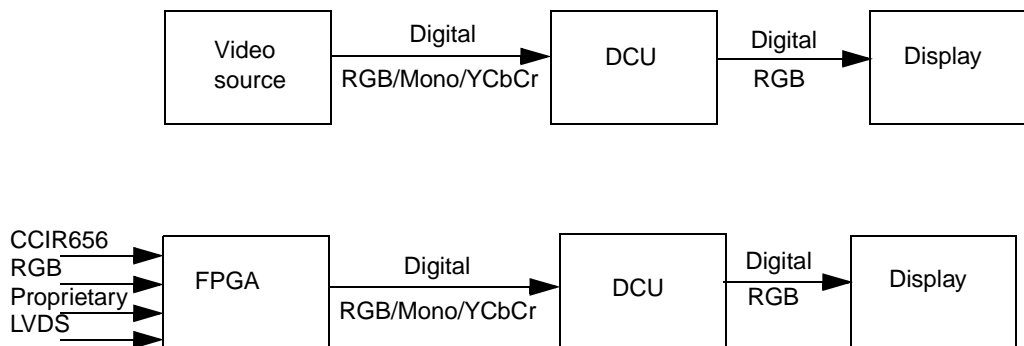 Video
source
Digital
RGB/Mono/YCbCr
DCU
Digital
RGB
Display
CCIR656
RGB
Proprietary
LVDS
FPGA
Digital
RGB/Mono/YCbCr
DCU
Digital
RGB
Display